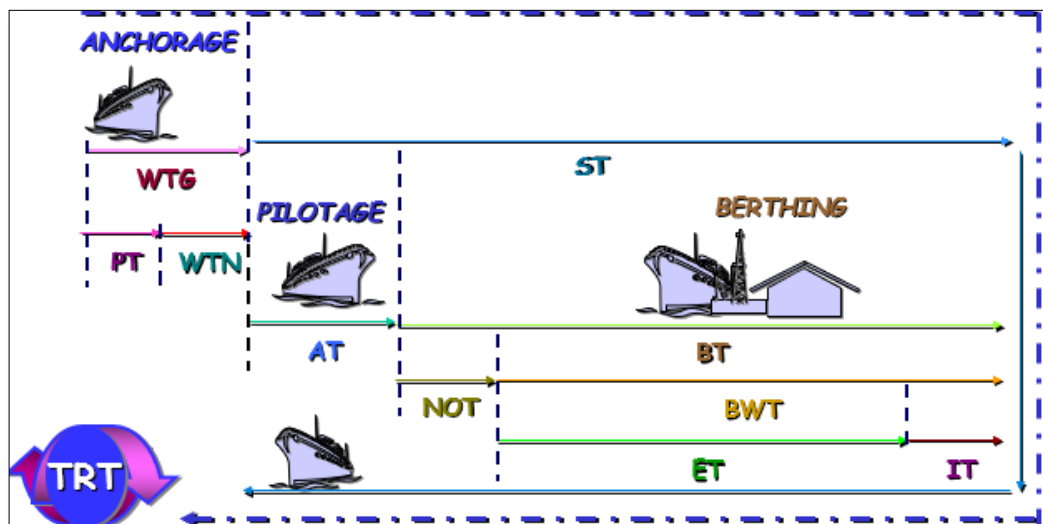 ANCHORAGE
WTG
ST
PILOTAGE
BERTHING
PT
WTN
AT
BT
NOT
BWT
ET
IT
TRT